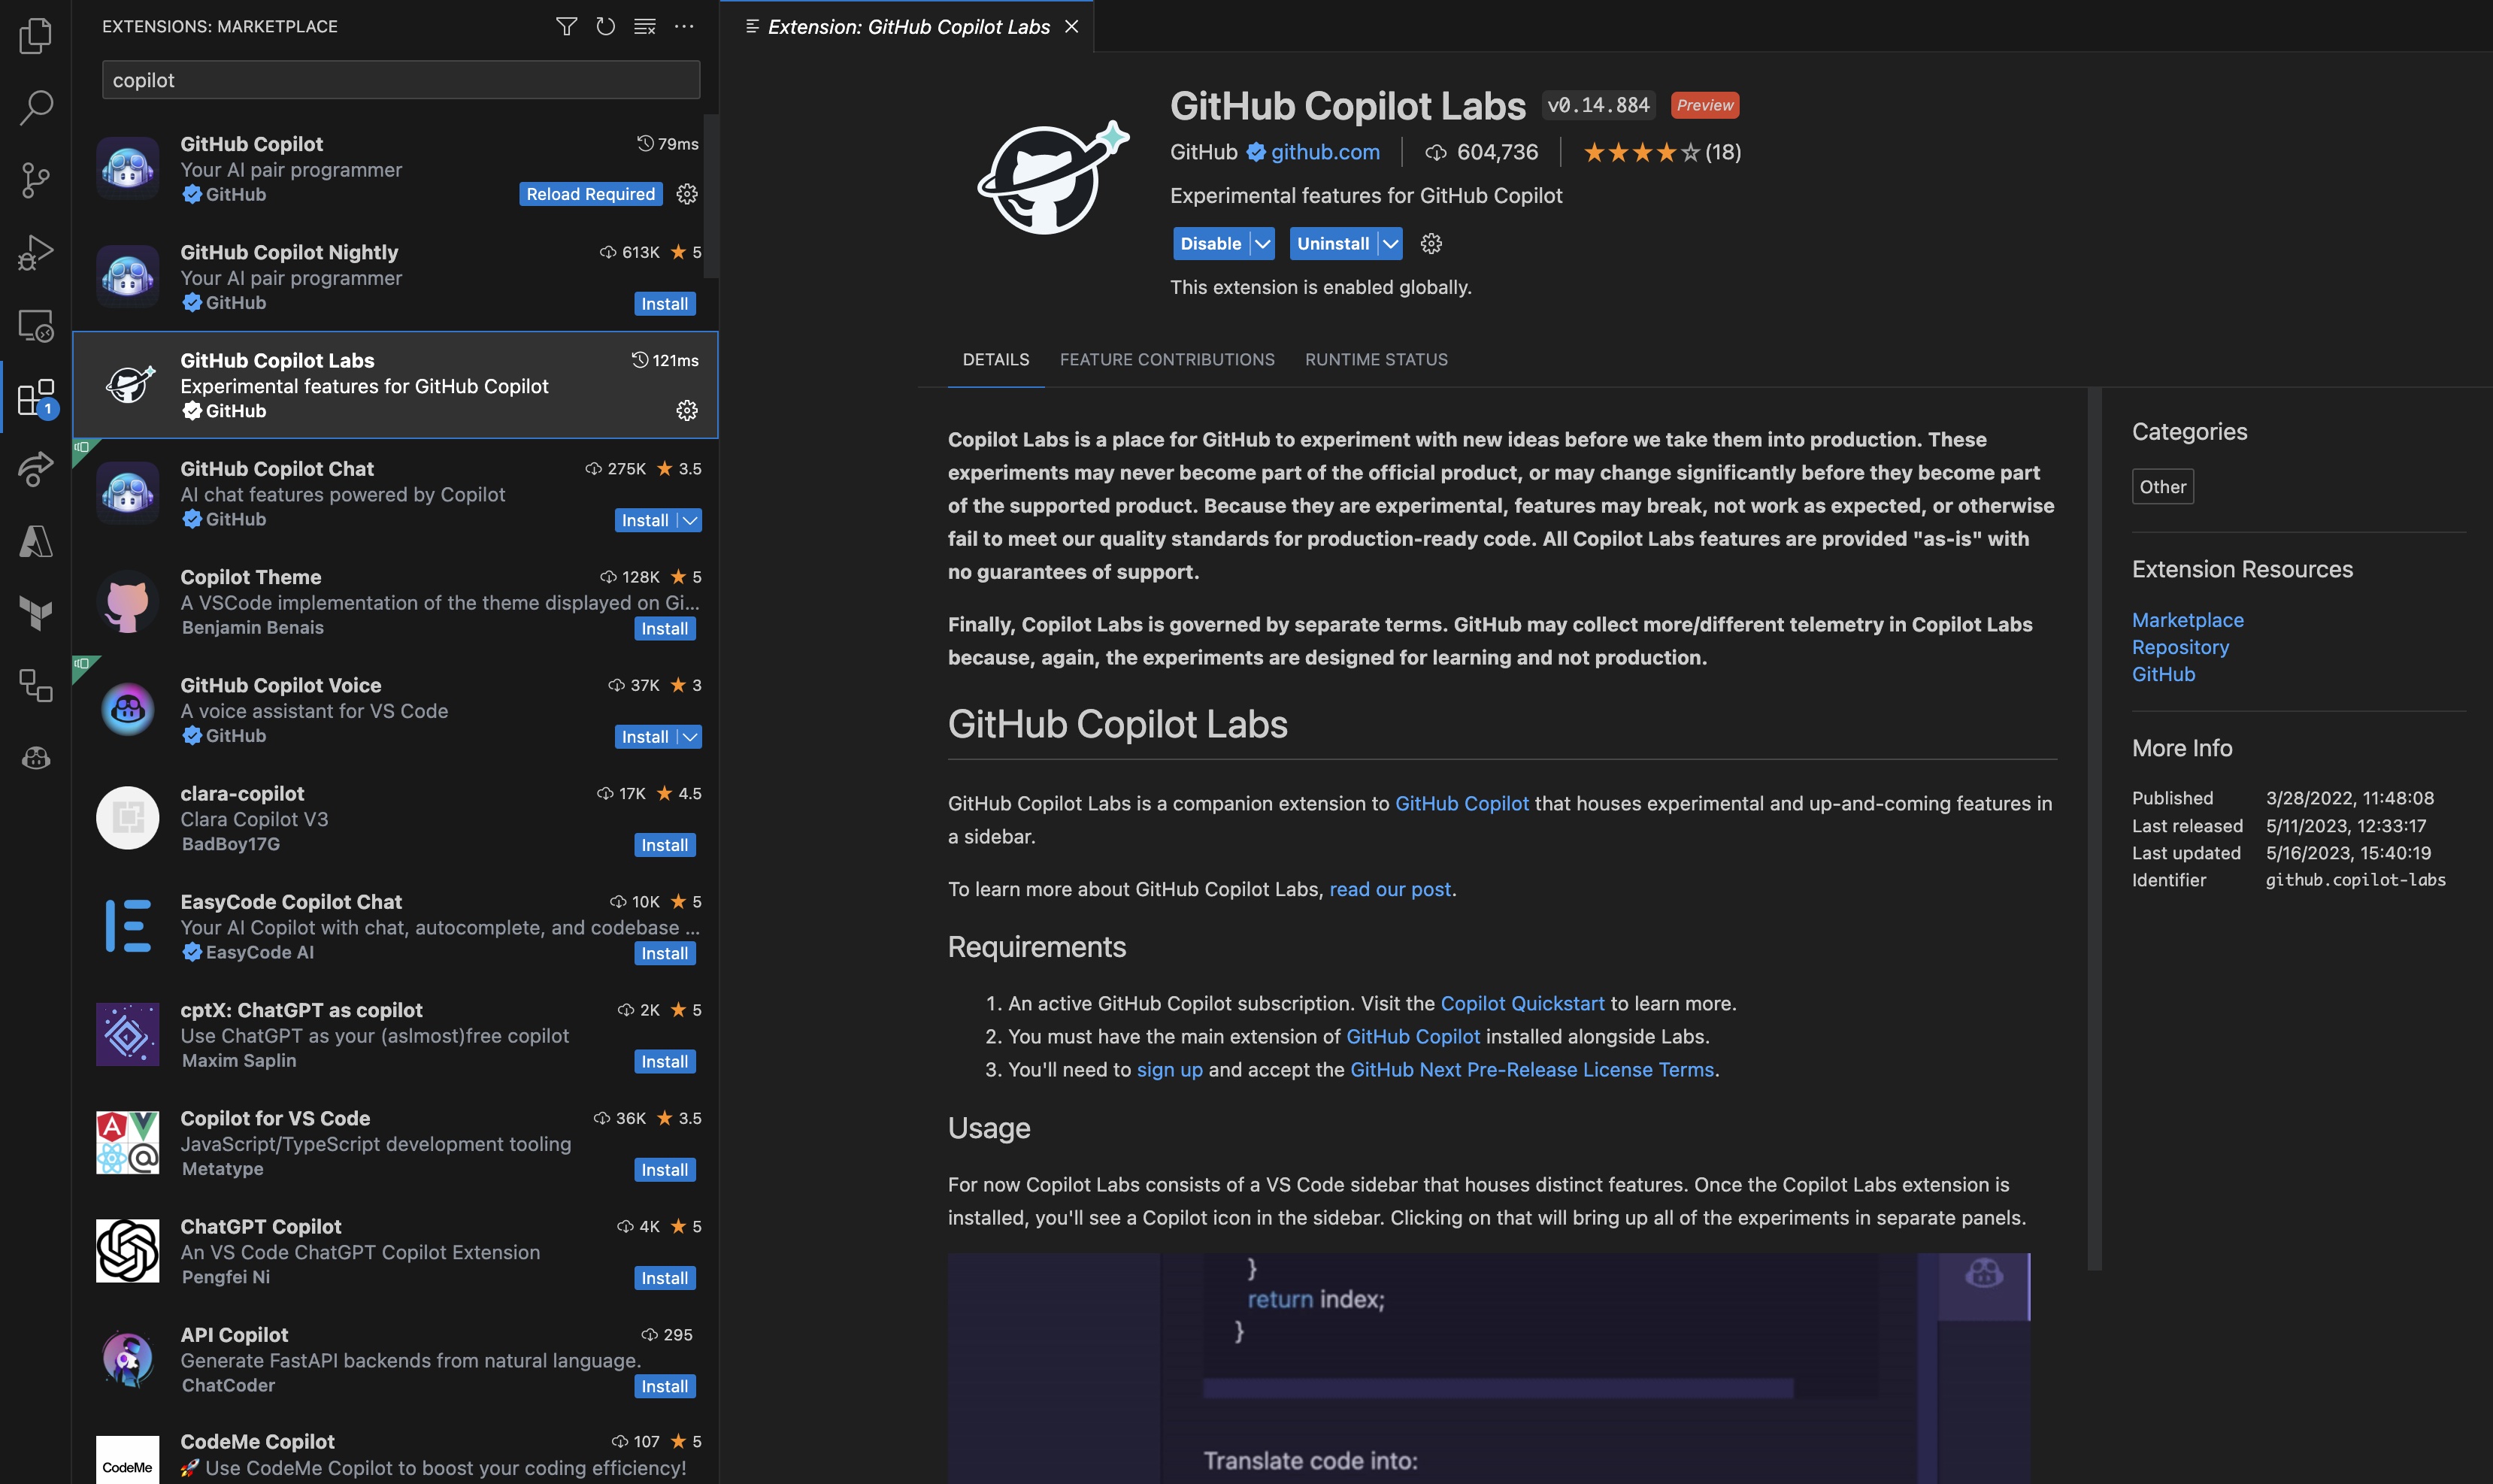 EXTENSIONS: MARKETPLACE
copilot
GitHub Copilot
79ms
Your AI pair programmer
GitHub
Reload Required
GitHub Copilot Nightly
613K
5
Your AI pair programmer
GitHub
Install
GitHub Copilot Labs
121ms
Experimental features for GitHub Copilot
GitHub
GitHub Copilot Chat
275K
3.5
AI chat features powered by Copilot
GitHub
Install
Copilot Theme
128K
5
A VSCode implementation of the theme displayed on Gi...
Benjamin Benais
Install
GitHub Copilot Voice
37K
3
A voice assistant for VS Code
GitHub
Install
clara-copilot
17K
4.5
Clara Copilot V3
BadBoy17G
Install
EasyCode Copilot Chat
10K
5
Your AI Copilot with chat, autocomplete, and codebase ...
EasyCode AI
Install
cptX: ChatGPT as copilot
2K
5
Use ChatGPT as your (aslmost)free copilot
Maxim Saplin
Install
Copilot for VS Code
36K
3.5
JavaScript/TypeScript development tooling
Metatype
Install
ChatGPT Copilot
4K
5
An VS Code ChatGPT Copilot Extension
Pengfei Ni
Install
API Copilot
295
Generate FastAPI backends from natural language.
ChatCoder
Install
CodeMe Copilot
107
5
CodeMe
🚀 Use CodeMe Copilot to boost your coding efficiency!
1
Extension: GitHub Copilot Labs
GitHub Copilot Labs
v0.14.884
Preview
GitHub
github.com
604,736
(18)
Experimental features for GitHub Copilot
Disable
Uninstall
This extension is enabled globally.
DETAILS
FEATURE CONTRIBUTIONS
RUNTIME STATUS
Copilot Labs is a place for GitHub to experiment with new ideas before we take them into production. These
experiments may never become part of the official product, or may change significantly before they become part
of the supported product. Because they are experimental, features may break, not work as expected, or otherwise
fail to meet our quality standards for production-ready code. All Copilot Labs features are provided "as-is" with
no guarantees of support.
Finally, Copilot Labs is governed by separate terms. GitHub may collect more/different telemetry in Copilot Labs
because, again, the experiments are designed for learning and not production.
GitHub Copilot Labs
GitHub Copilot Labs is a companion extension to GitHub Copilot that houses experimental and up-and-coming features in
a sidebar.
To learn more about GitHub Copilot Labs, read our post.
Requirements
1. An active GitHub Copilot subscription. Visit the Copilot Quickstart to learn more.
2. You must have the main extension of GitHub Copilot installed alongside Labs.
3. You'll need to sign up and accept the GitHub Next Pre-Release License Terms.
Usage
For now Copilot Labs consists of a VS Code sidebar that houses distinct features. Once the Copilot Labs extension is
installed, you'll see a Copilot icon in the sidebar. Clicking on that will bring up all of the experiments in separate panels.
}
return index;
}
Translate code into:
Categories
Other
Extension Resources
Marketplace
Repository
GitHub
More Info
Published 3/28/2022, 11:48:08
Last released 5/11/2023, 12:33:17
Last updated 5/16/2023, 15:40:19
Identifier github.copilot-labs